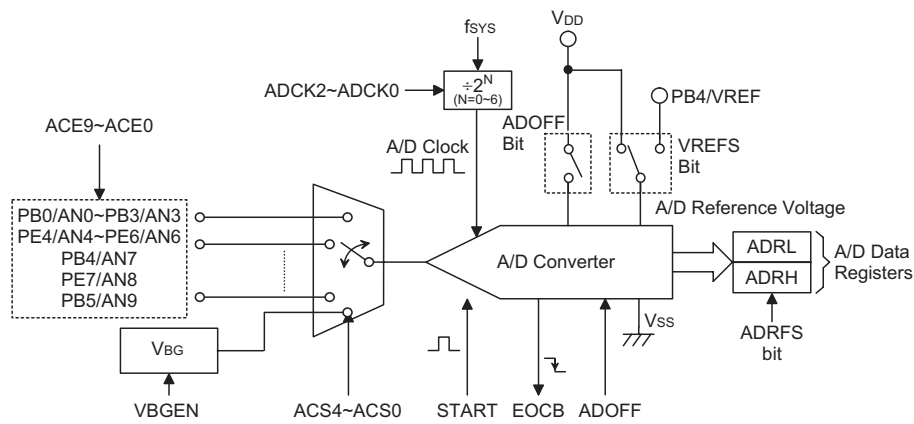 fSYS
VDD
ADCK2~ADCK0
÷2^N
(N=0~6)
PB4/VREF
ACE9~ACE0
A/D Clock
ADOFF
Bit
VREFS
Bit
PB0/AN0~PB3/AN3
PE4/AN4~PE6/AN6
PB4/AN7
PE7/AN8
PB5/AN9
A/D Reference Voltage
A/D Converter
ADRL
ADRH
A/D Data
Registers
VBG
VSS
ADRFS
bit
VBGEN
ACS4~ACS0
START
EOCB
ADOFF